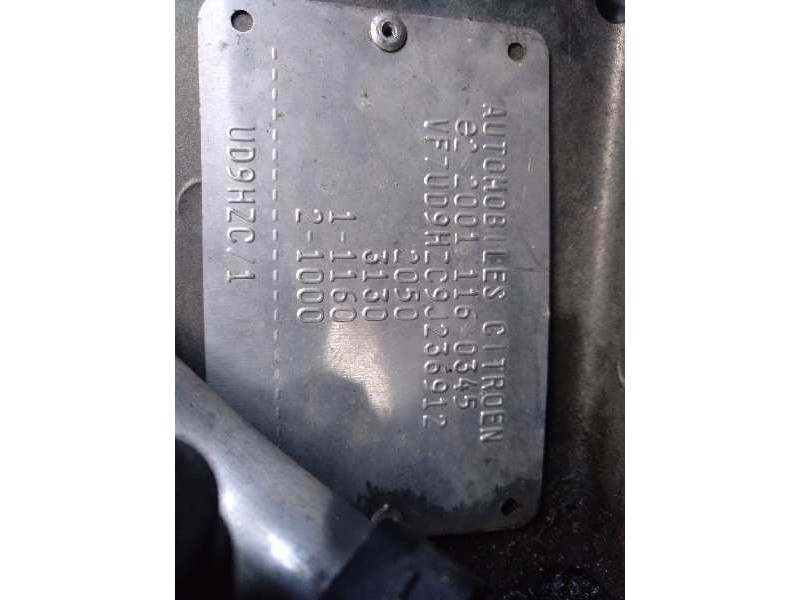 AUTOMOBILES CITROEN
e2*2001*116*0345
VF7UD9HZC9J236912
2050
3130
1-1160
2-1000
UD9HZC/1